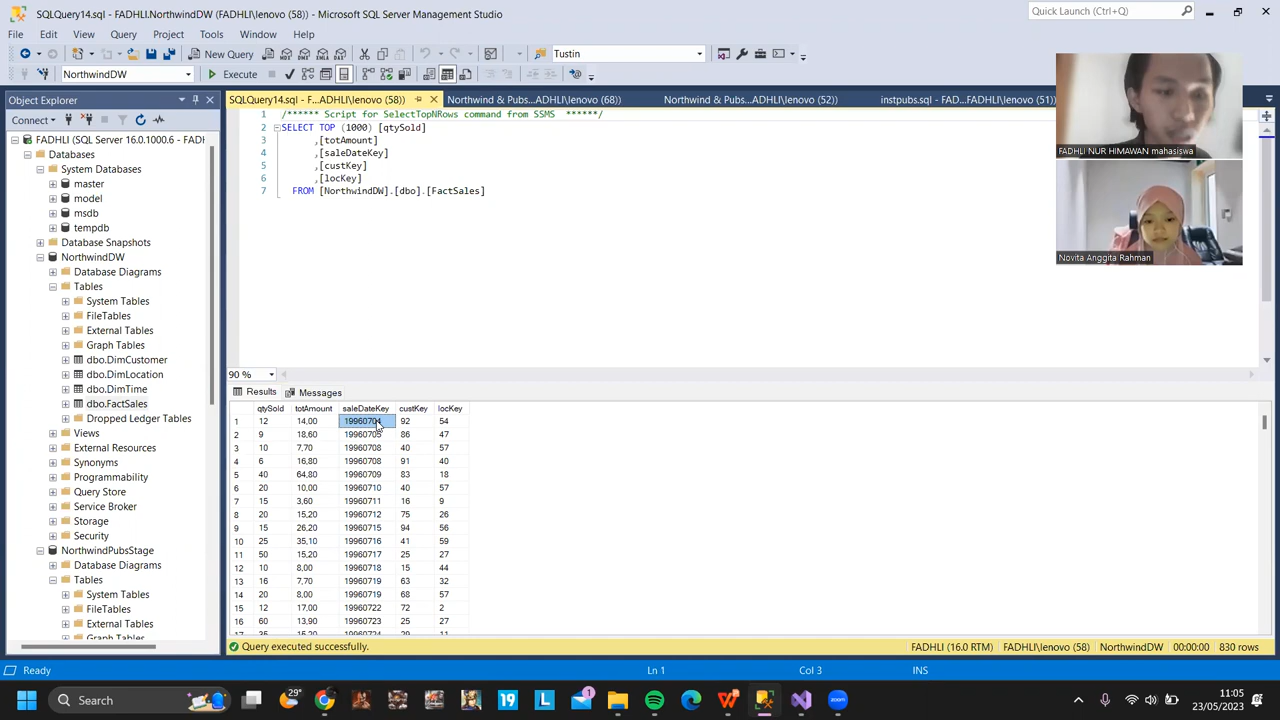 SQLQuery14.sql - FADHLI.NorthwindDW (FADHLI\lenovo (58)) - Microsoft SQL Server Management Studio
Quick Launch (Ctrl+Q)
File Edit View Query Project Tools Window Help
New Query
Tustin
NorthwindDW
Execute
Object Explorer
SQLQuery14.sql - F...ADHLI\lenovo (58))
Northwind & Pubs...ADHLI\lenovo (68))
Northwind & Pubs...ADHLI\lenovo (52))
instpubs.sql - FAD...FADHLI\lenovo (51))
Connect
FADHLI (SQL Server 16.0.1000.6 - FADH
Databases
System Databases
master
model
msdb
tempdb
Database Snapshots
NorthwindDW
Database Diagrams
Tables
System Tables
FileTables
External Tables
Graph Tables
dbo.DimCustomer
dbo.DimLocation
dbo.DimTime
dbo.FactSales
Dropped Ledger Tables
Views
External Resources
Synonyms
Programmability
Query Store
Service Broker
Storage
Security
NorthwindPubsStage
Database Diagrams
Tables
System Tables
FileTables
External Tables
Graph Tables
1 /****** Script for SelectTopNRows command from SSMS ******/
2 SELECT TOP (1000) [qtySold]
3 ,[totAmount]
4 ,[saleDateKey]
5 ,[custKey]
6 ,[locKey]
7 FROM [NorthwindDW].[dbo].[FactSales]
FADHLI NUR HIMAWAN mahasiswa
Novita Anggita Rahman
90 %
Results Messages
qtySold totAmount saleDateKey custKey locKey
1 12 14,00 19960704 92 54
2 9 18,60 19960705 86 47
3 10 7,70 19960708 40 57
4 6 16,80 19960708 91 40
5 40 64,80 19960709 83 18
6 20 10,00 19960710 40 57
7 15 3,60 19960711 16 9
8 20 15,20 19960712 75 26
9 15 26,20 19960715 94 56
10 25 35,10 19960716 41 59
11 50 15,20 19960717 25 27
12 10 8,00 19960718 15 44
13 16 7,70 19960719 63 32
14 20 8,00 19960719 68 57
15 12 17,00 19960722 72 2
16 60 13,90 19960723 25 27
17 35 15,20 19960724 29 11
Query executed successfully.
FADHLI (16.0 RTM) FADHLI\lenovo (58) NorthwindDW 00:00:00 830 rows
Ready
Ln 1
Col 3
INS
Search
29°
19
L
1
11:05
23/05/2023